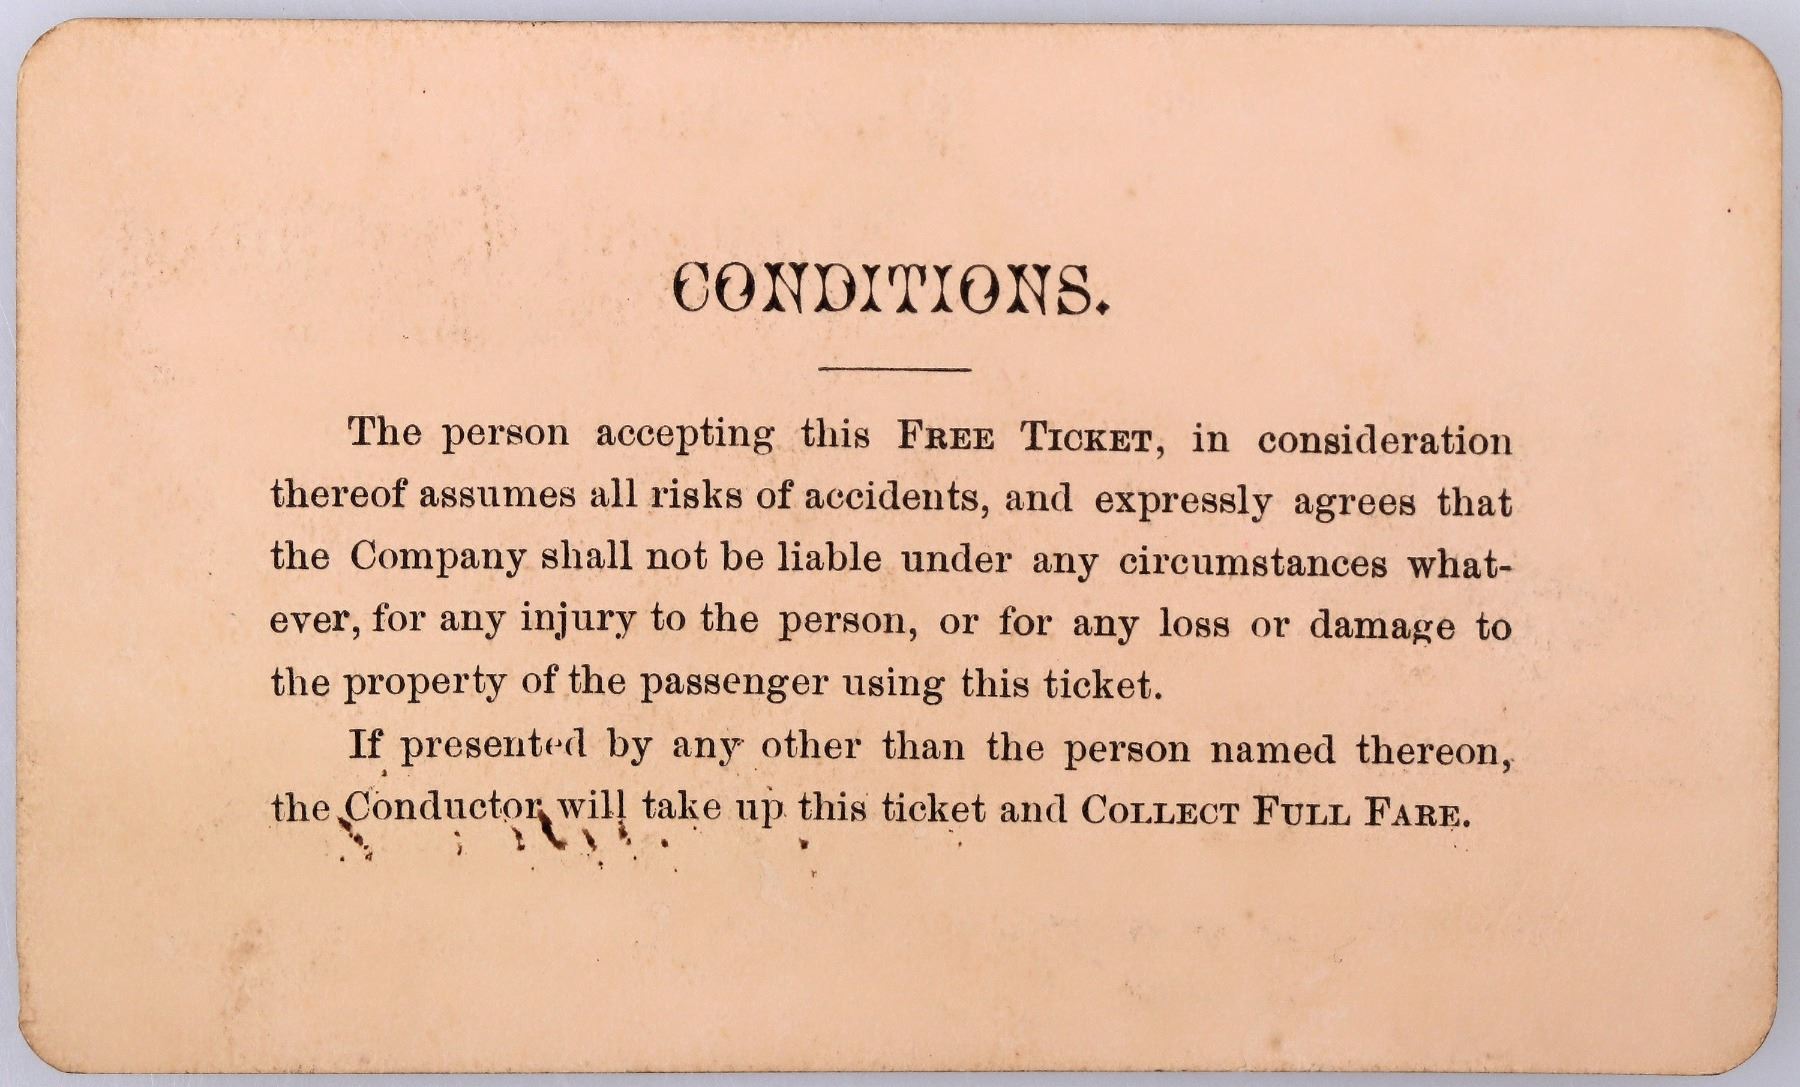 CONDITIONS.
The person accepting this FREE TICKET, in consideration
thereof assumes all risks of accidents, and expressly agrees that
the Company shall not be liable under any circumstances what-
ever, for any injury to the person, or for any loss or damage to
the property of the passenger using this ticket.
If presented by any other than the person named thereon,
the Conductor will take up this ticket and COLLECT FULL FARE.